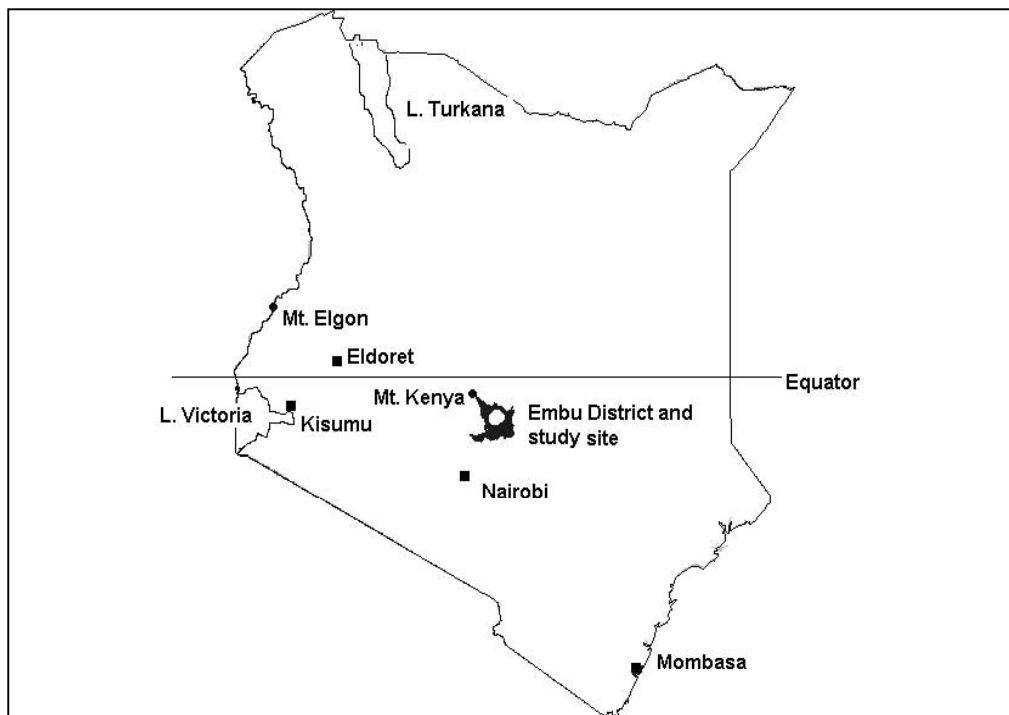 L. Turkana
Mt. Elgon
Eldoret
Equator
Mt. Kenya
L. Victoria
Kisumu
Embu District and
study site
Nairobi
Mombasa